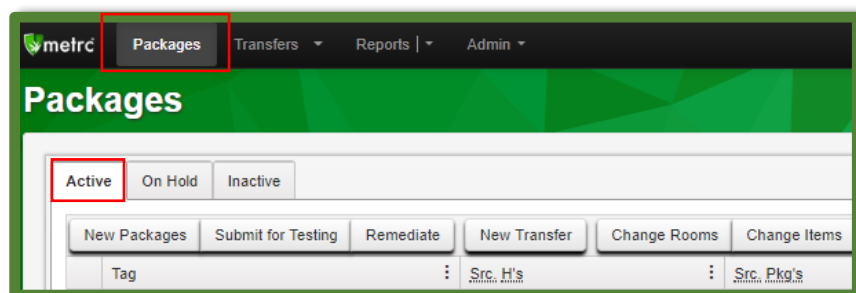 metrc Packages Transfers Reports | Admin
Packages
Active On Hold Inactive
New Packages Submit for Testing Remediate New Transfer Change Rooms Change Items
Tag Src. H's Src. Pkg's